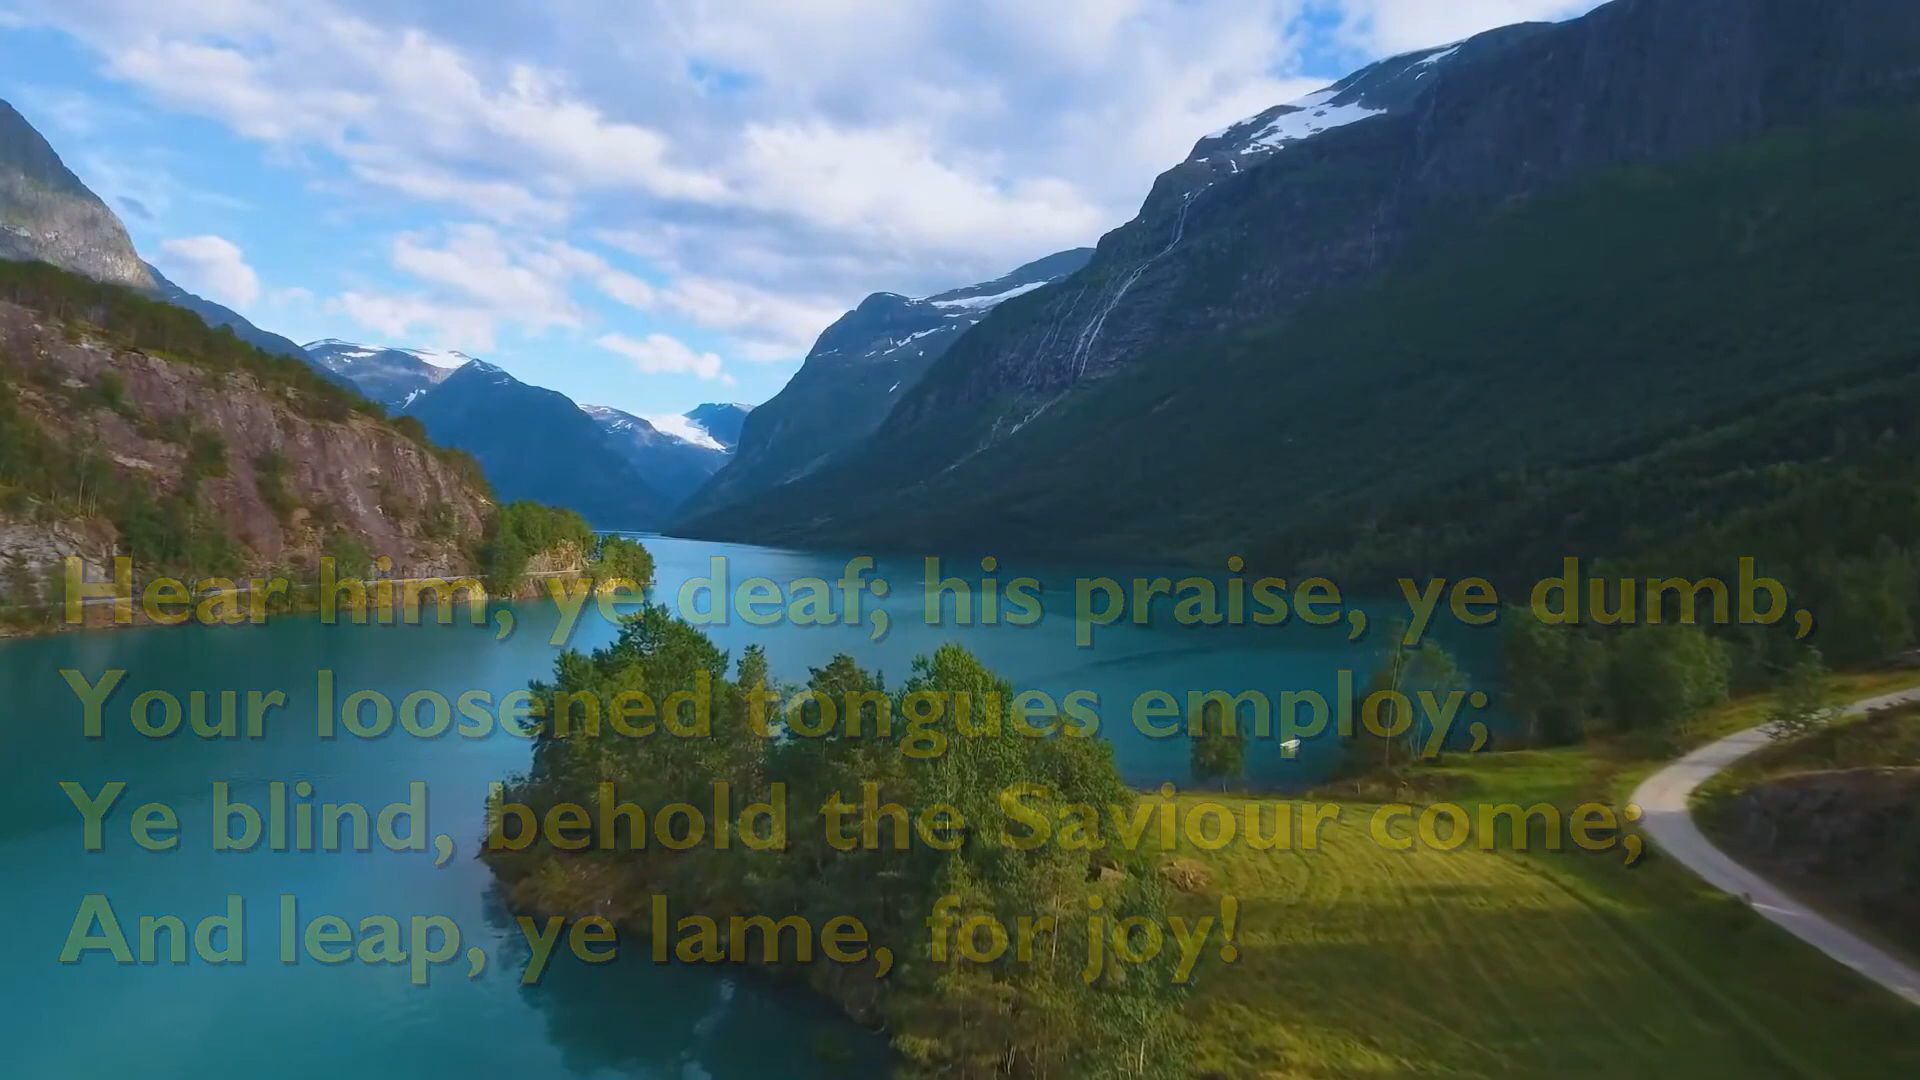 Hear him, ye deaf; his praise, ye dumb,
Your loosened tongues employ;
Ye blind, behold the Saviour come;
And leap, ye lame, for joy!